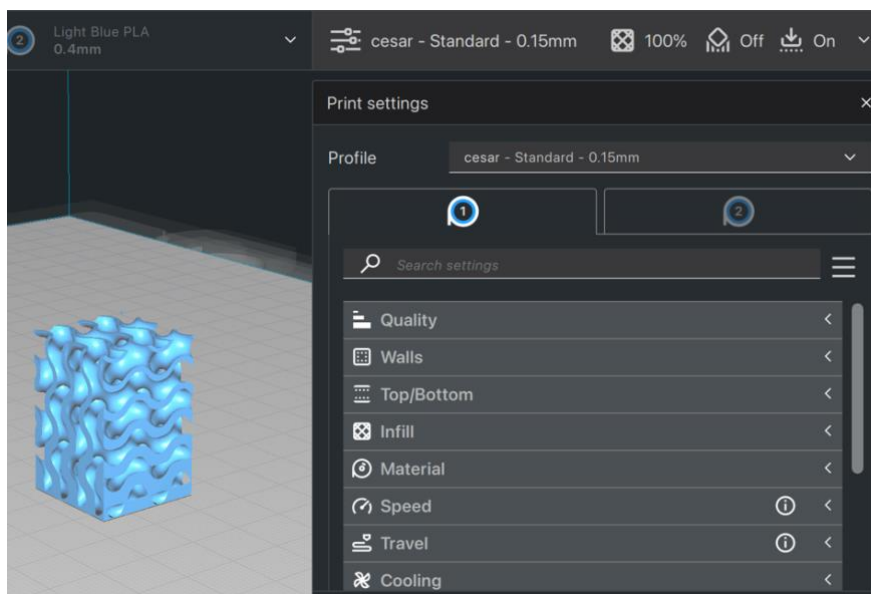 2
Light Blue PLA
0.4mm
cesar - Standard - 0.15mm
100%
Off
On
Print settings
Profile
cesar - Standard - 0.15mm
1
2
Search settings
Quality
Walls
Top/Bottom
Infill
Material
Speed
Travel
Cooling